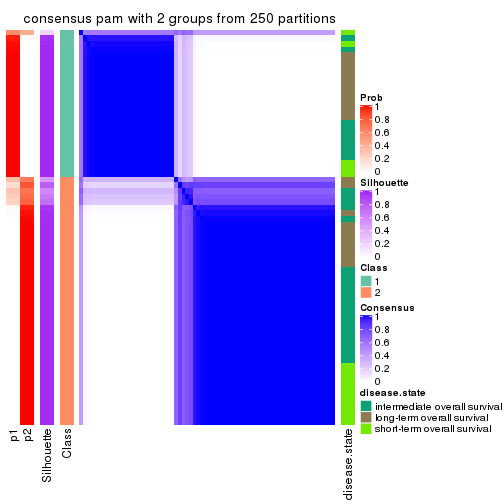 consensus pam with 2 groups from 250 partitions
Prob
1
0.8
0.6
0.4
0.2
0
Silhouette
1
0.8
0.6
0.4
0.2
0
Class
1
2
Consensus
1
0.8
0.6
0.4
0.2
0
disease.state
intermediate overall survival
long-term overall survival
short-term overall survival
p1
p2
Silhouette
Class
disease.state